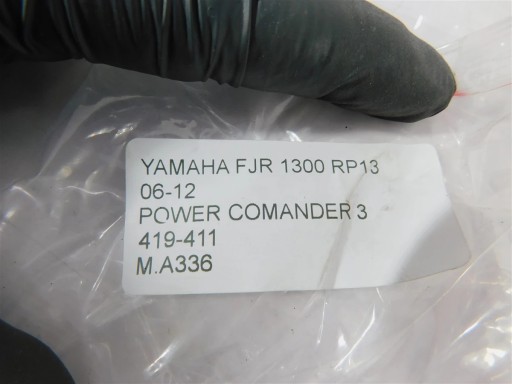 YAMAHA FJR 1300 RP13
06-12
POWER COMANDER 3
419-411
M.A336